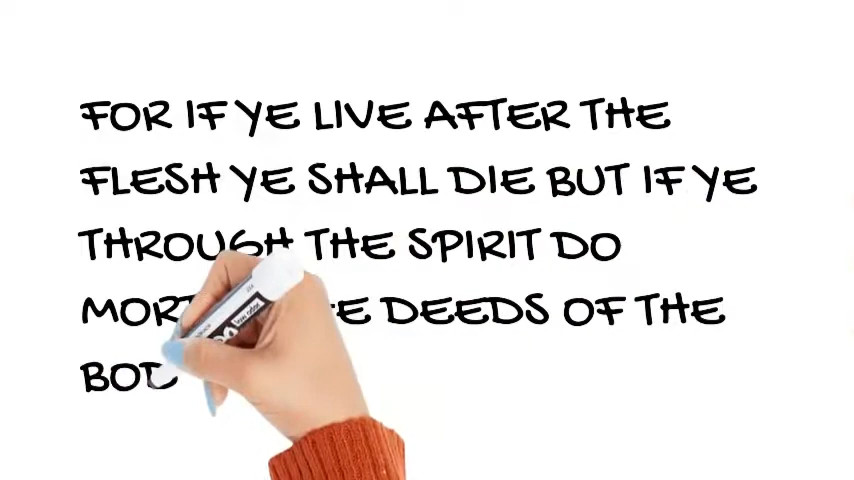 FOR IF YE LIVE AFTER THE
FLESH YE SHALL DIE BUT IF YE
THROUGH THE SPIRIT DO
DEEDS OF THE